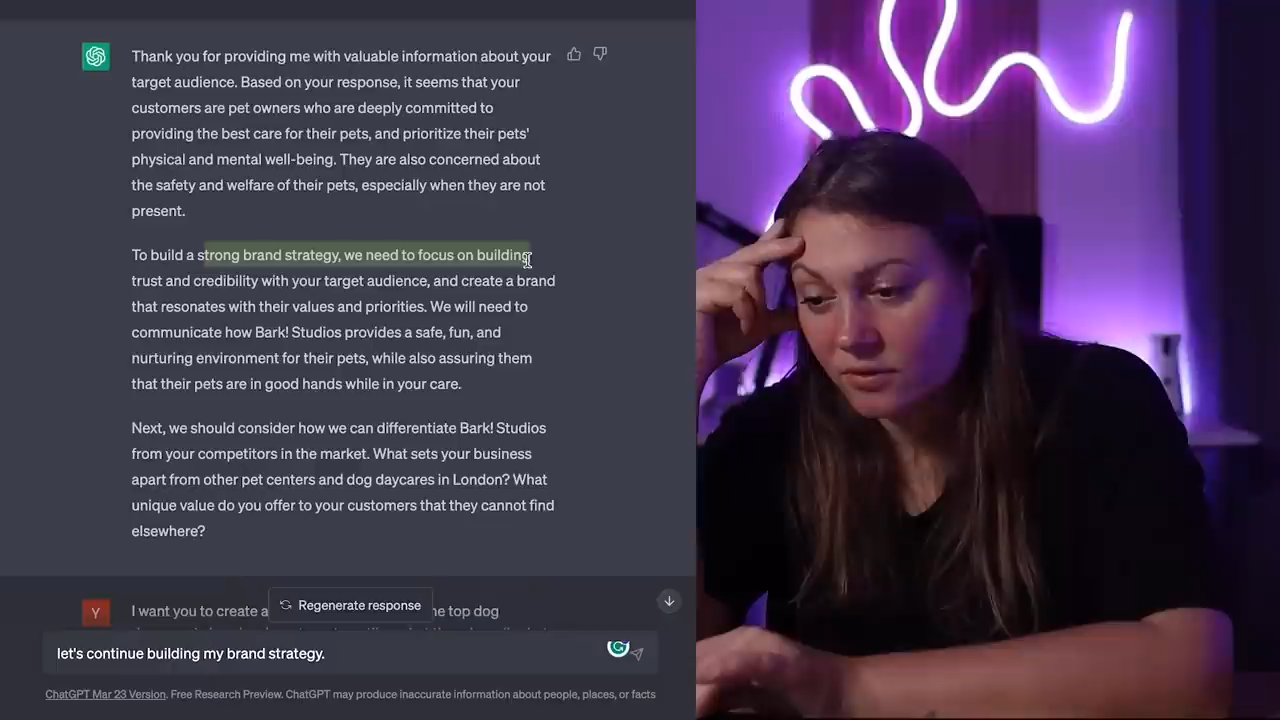 Thank you for providing me with valuable information about your
target audience. Based on your response, it seems that your
customers are pet owners who are deeply committed to
providing the best care for their pets, and prioritize their pets'
physical and mental well-being. They are also concerned about
the safety and welfare of their pets, especially when they are not
present.
To build a strong brand strategy, we need to focus on building
trust and credibility with your target audience, and create a brand
that resonates with their values and priorities. We will need to
communicate how Bark! Studios provides a safe, fun, and
nurturing environment for their pets, while also assuring them
that their pets are in good hands while in your care.
Next, we should consider how we can differentiate Bark! Studios
from your competitors in the market. What sets your business
apart from other pet centers and dog daycares in London? What
unique value do you offer to your customers that they cannot find
elsewhere?
Y
I want you to create a
Regenerate response
top dog
let's continue building my brand strategy.
ChatGPT Mar 23 Version. Free Research Preview. ChatGPT may produce inaccurate information about people, places, or facts